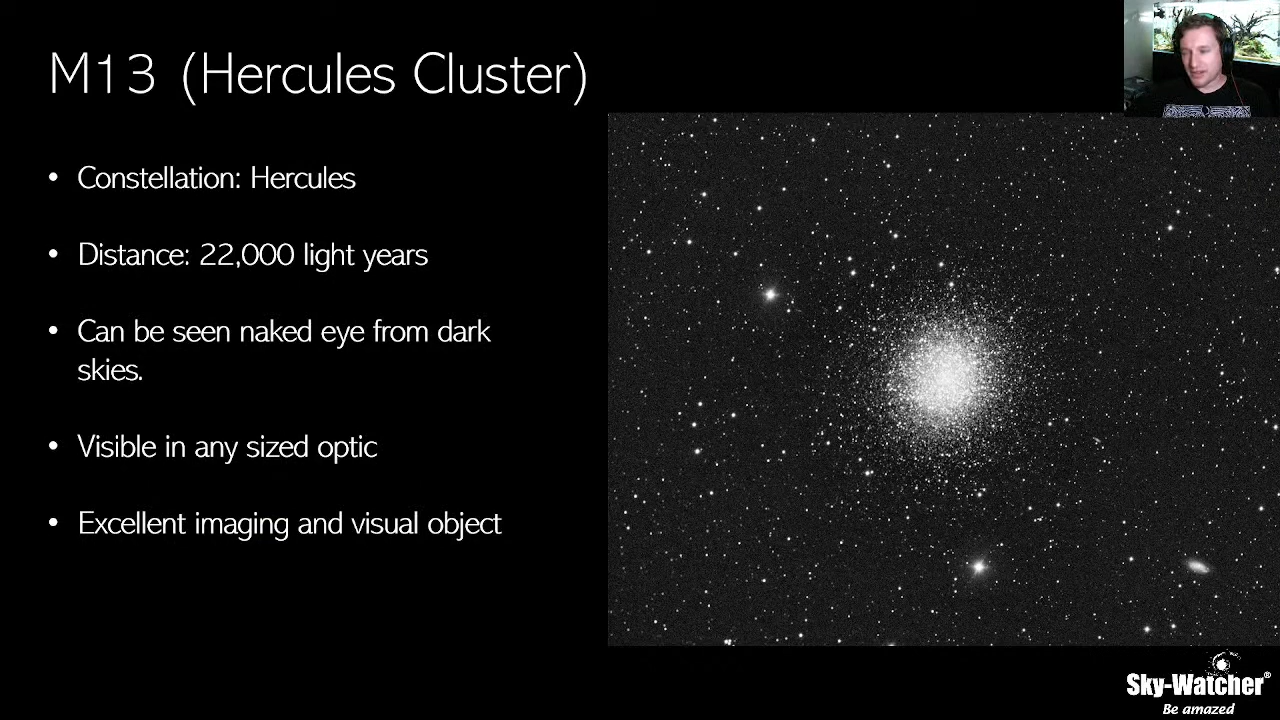 M13 (Hercules Cluster)
• Constellation: Hercules
• Distance: 22,000 light years
• Can be seen naked eye from dark
skies.
• Visible in any sized optic
• Excellent imaging and visual object
Sky-Watcher®
Be amazed